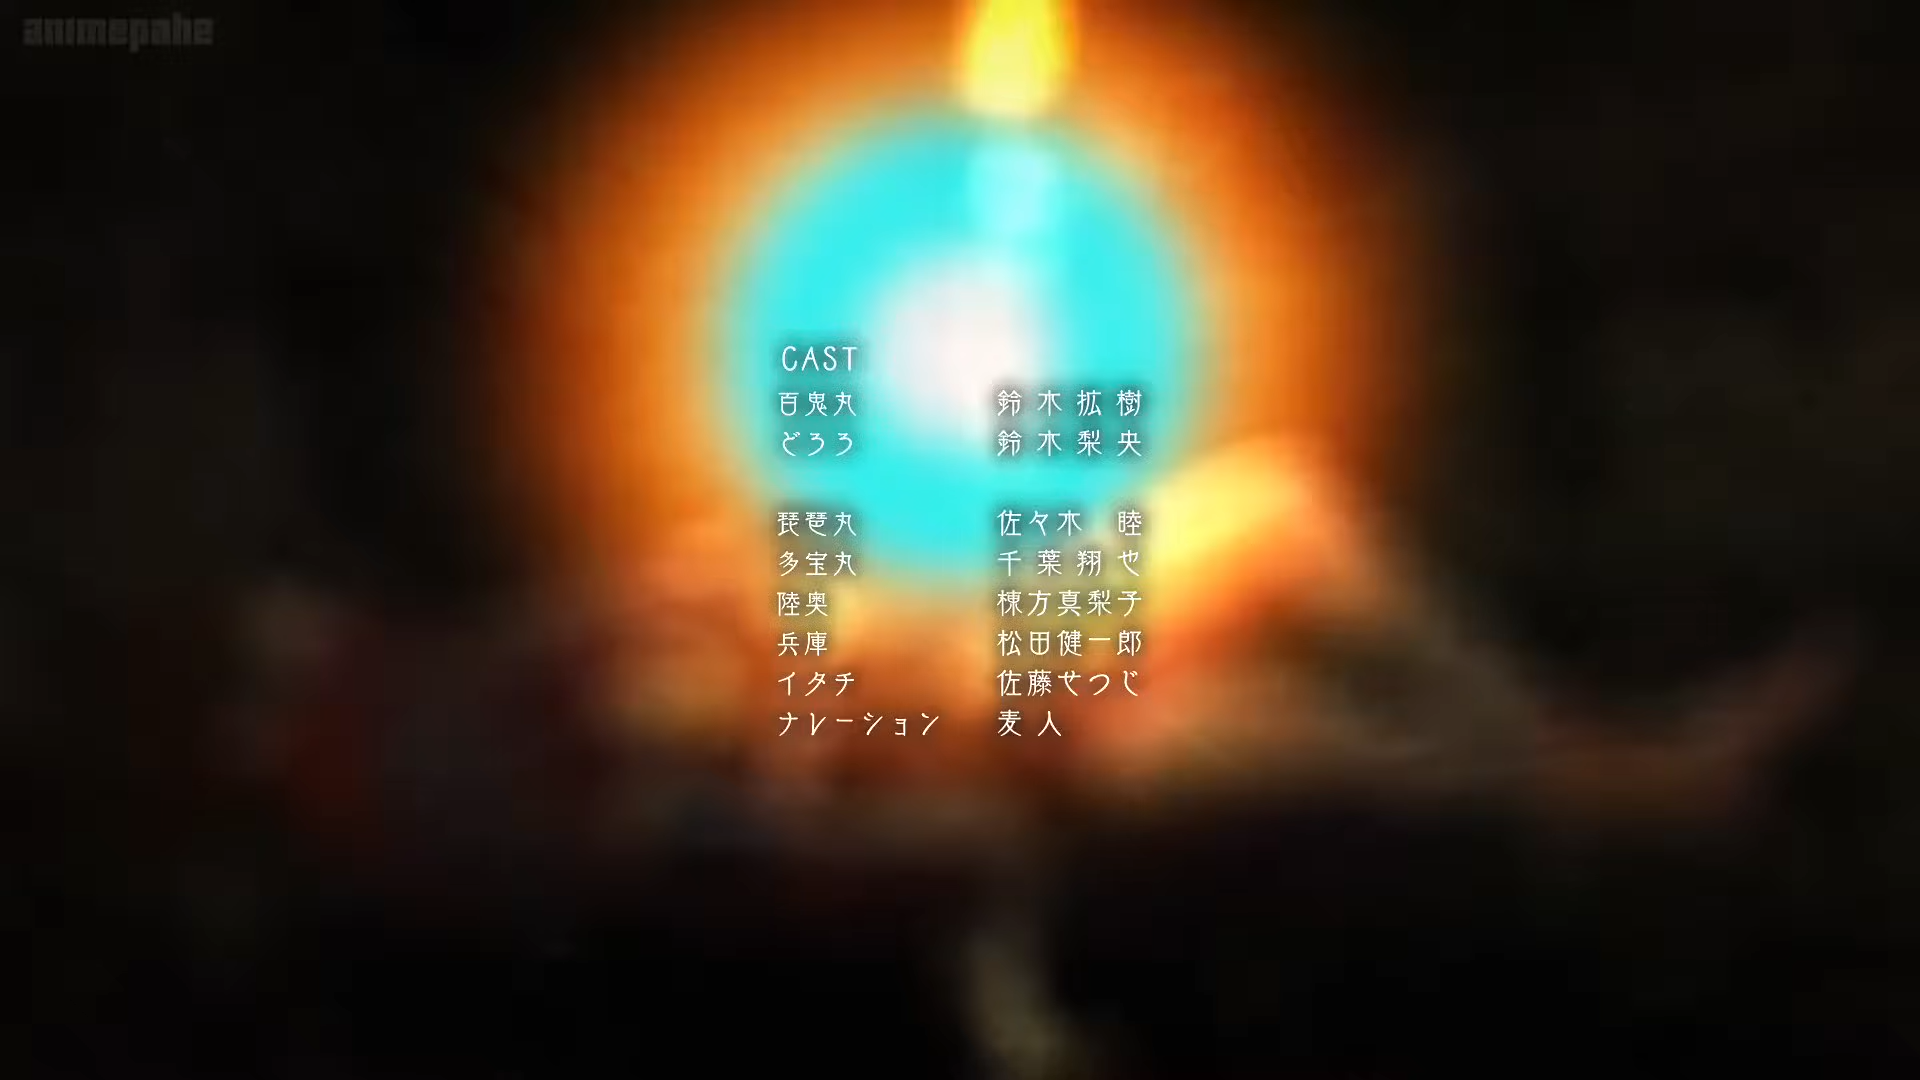 animepahe
CAST
百鬼丸 鈴木拡樹
どろろ 鈴木梨央
琵琶丸 佐々木 睦
多宝丸 千葉翔也
陸奥 棟方真梨子
兵庫 松田健一郎
イタチ 佐藤せつじ
ナレーション 麦人